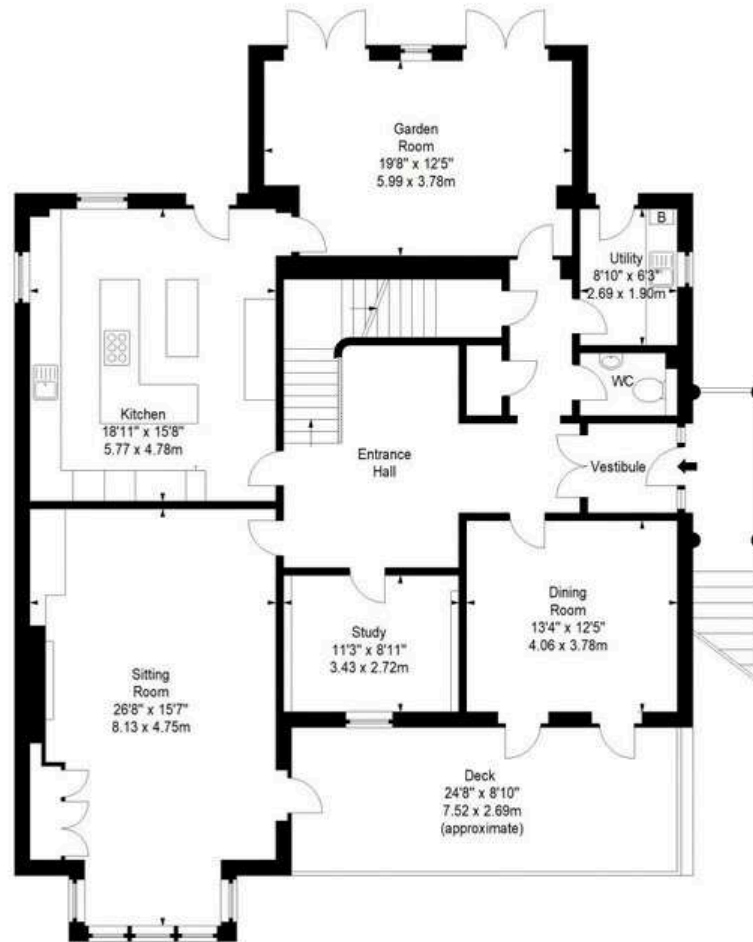 Garden
Room
19'8" x 12'5"
5.99 x 3.78m
B
Utility
8'10" x 6'3"
2.69 x 1.90m
WC
Kitchen
18'11" x 15'8"
5.77 x 4.78m
Entrance
Hall
Vestibule
Study
11'3" x 8'11"
3.43 x 2.72m
Dining
Room
13'4" x 12'5"
4.06 x 3.78m
Sitting
Room
26'8" x 15'7"
8.13 x 4.75m
Deck
24'8" x 8'10"
7.52 x 2.69m
(approximate)